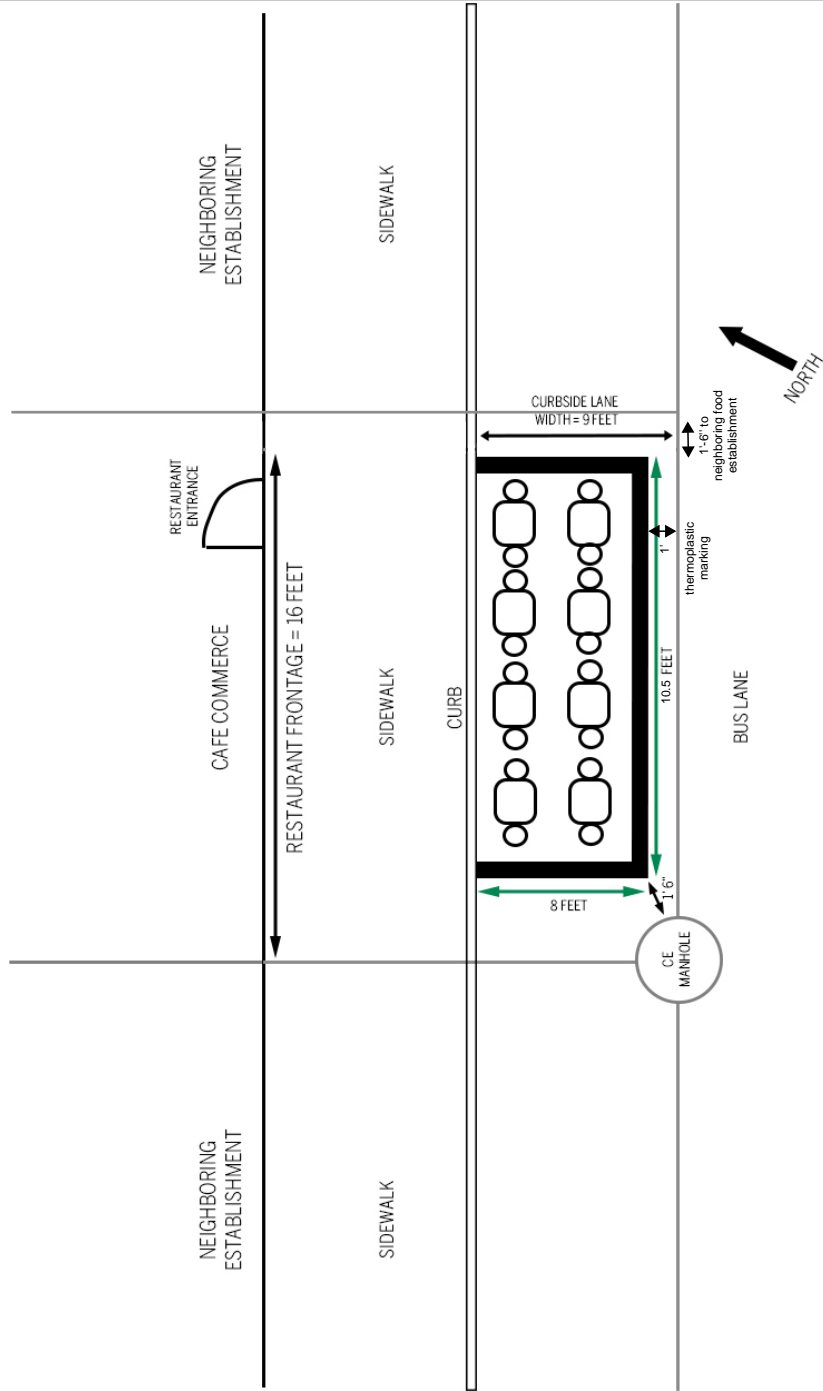 NEIGHBORING
ESTABLISHMENT
SIDEWALK
RESTAURANT
ENTRANCE
CAFE COMMERCE
RESTAURANT FRONTAGE = 16 FEET
SIDEWALK
CURB
CURBSIDE LANE
WIDTH = 9 FEET
NORTH
1'-6" to
neighboring food
establishment
1'
thermoplastic
marking
10.5 FEET
BUS LANE
8 FEET
1'6"
CE
MANHOLE
NEIGHBORING
ESTABLISHMENT
SIDEWALK